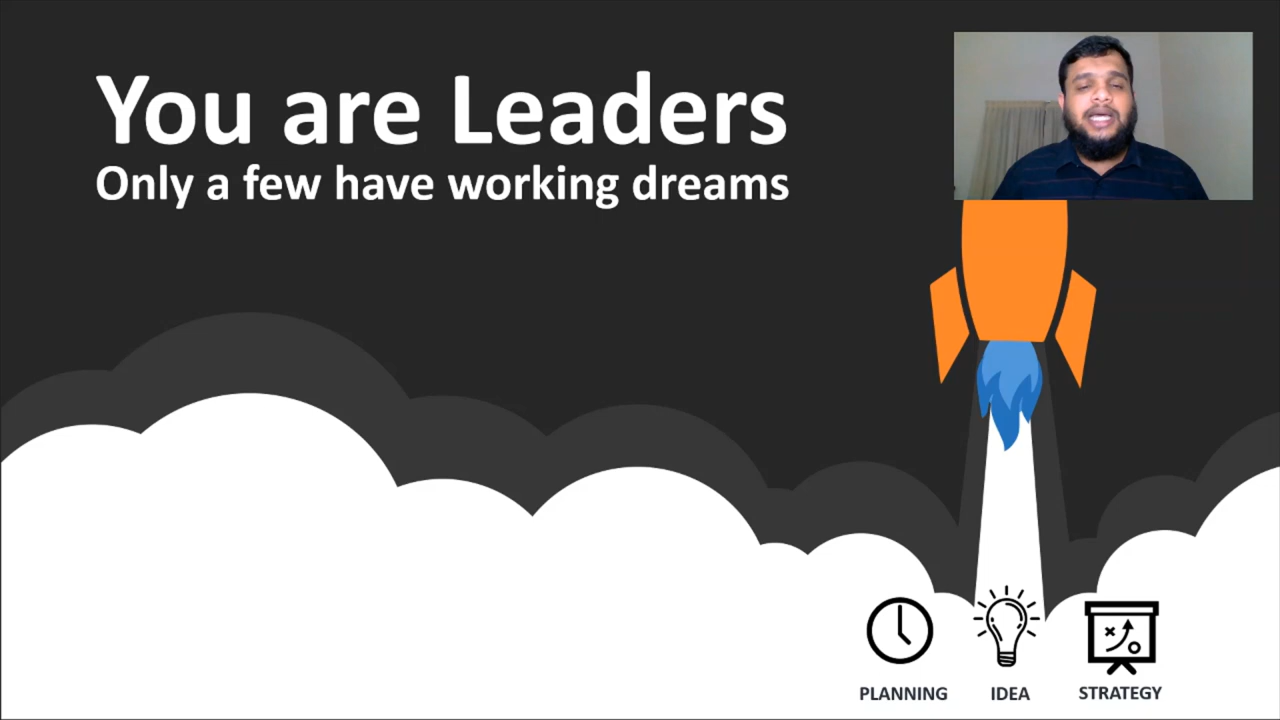 You are Leaders
Only a few have working dreams
PLANNING
IDEA
STRATEGY